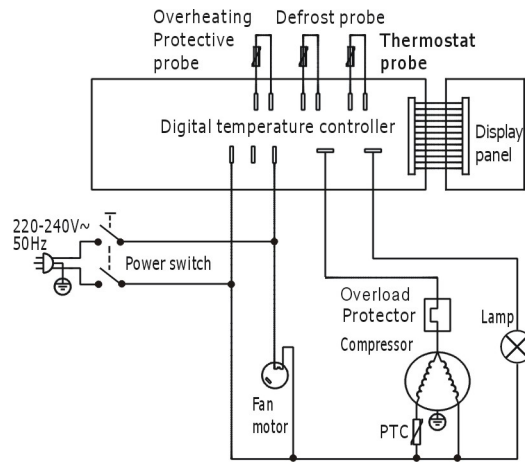 Overheating
Protective
probe
Defrost probe
Thermostat
probe
Digital temperature controller
Display
panel
220-240V~
50Hz
Power switch
Overload
Protector
Compressor
Lamp
Fan
motor
PTC